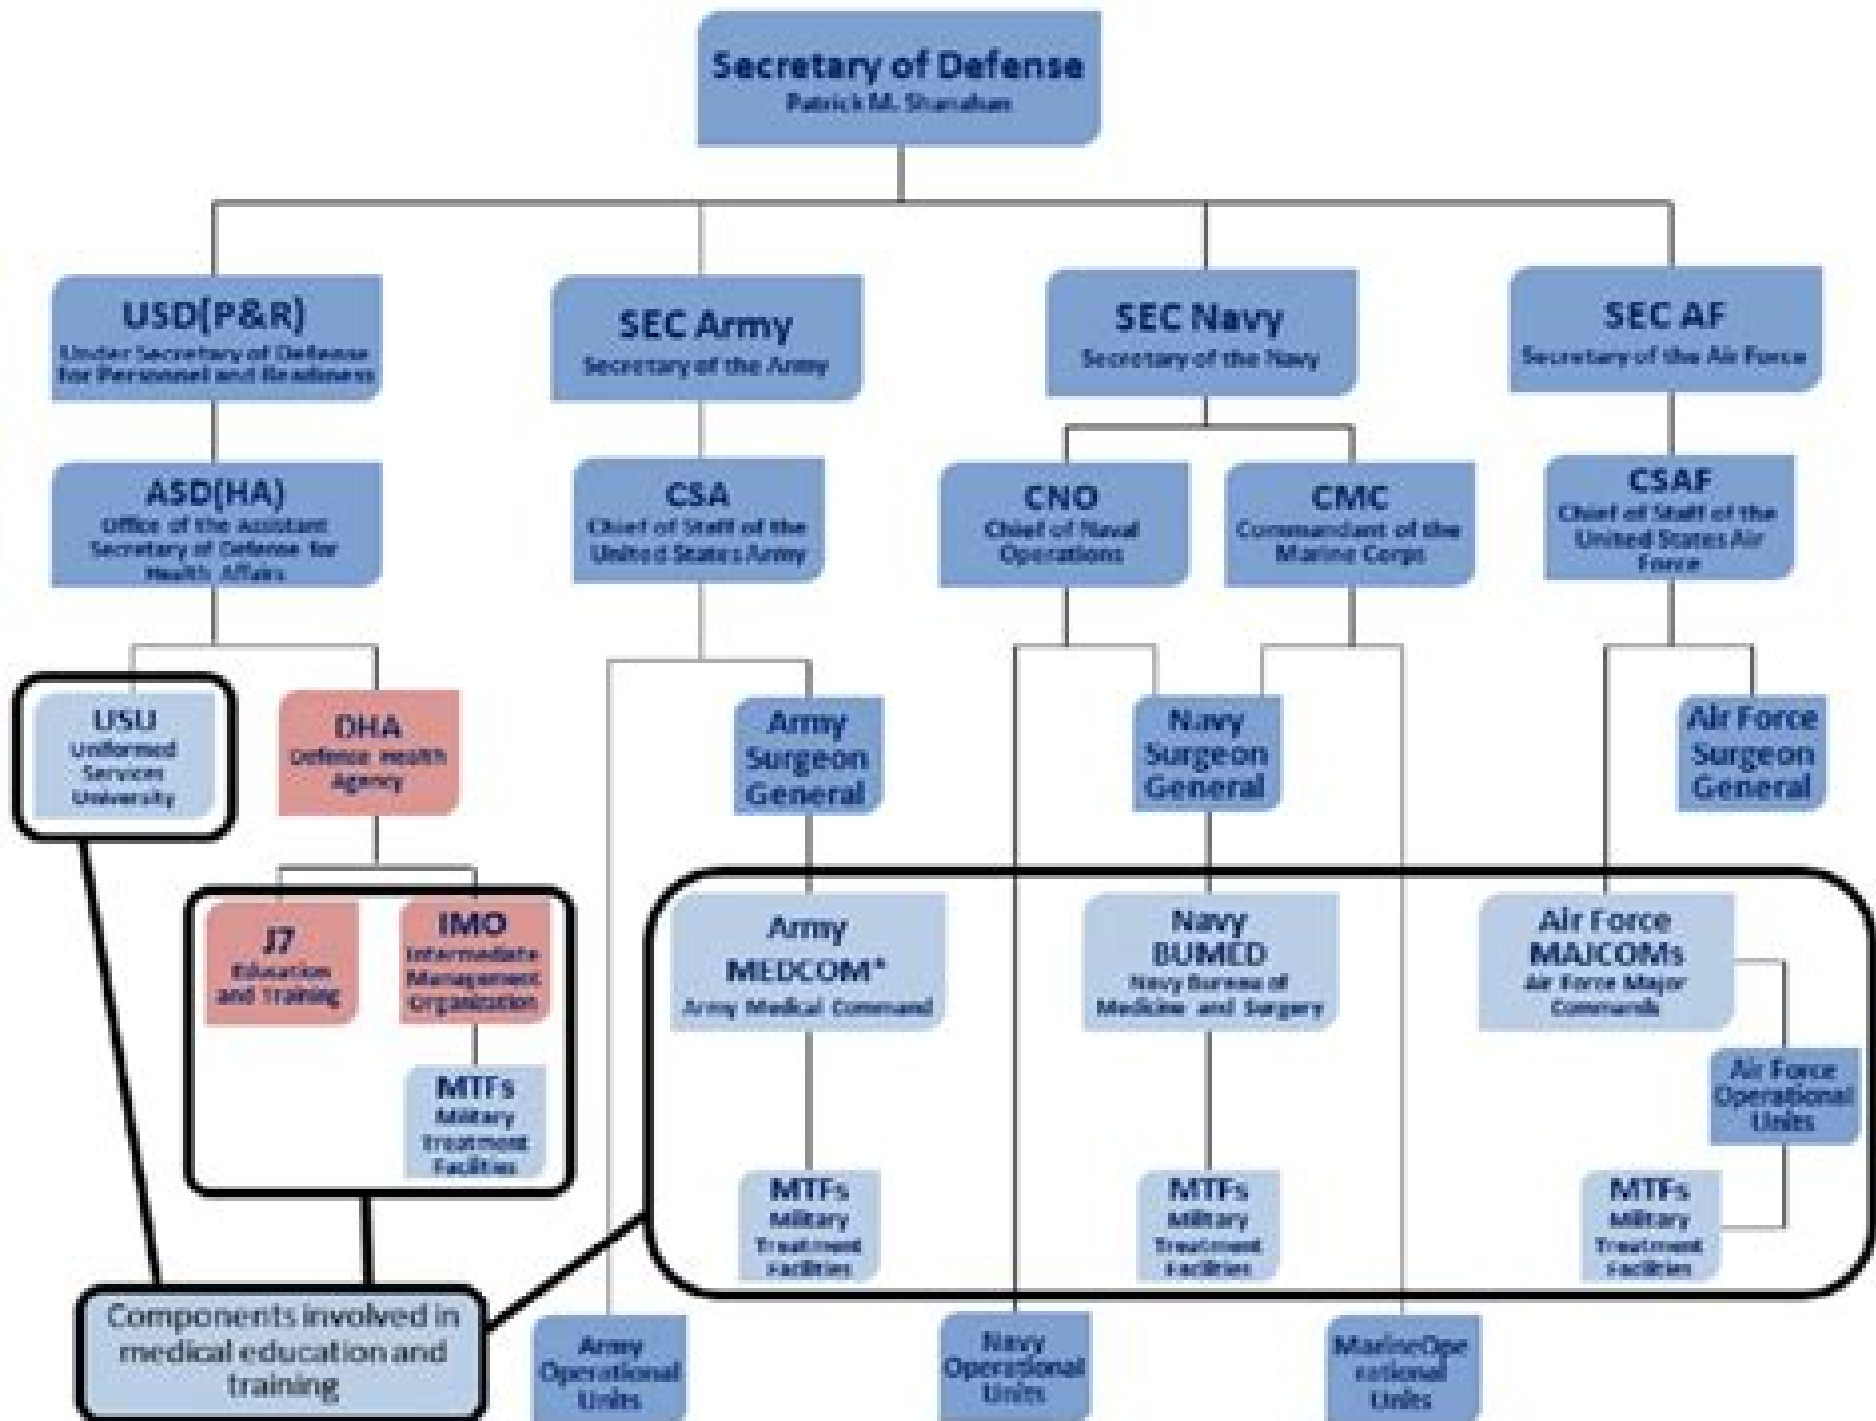 Secretary of Defense
Patrick M. Shanahan
USD(P&R)
Under Secretary of Defense
for Personnel and Readiness
SEC Army
Secretary of the Army
SEC Navy
Secretary of the Navy
SEC AF
Secretary of the Air Force
ASD(HA)
Office of the Assistant
Secretary of Defense for
Health Affairs
CSA
Chief of Staff of the
United States Army
CNO
Chief of Naval
Operations
CMC
Commandant of the
Marine Corps
CSAF
Chief of Staff of the
United States Air
Force
USU
Uniformed
Services
University
DHA
Defense Health
Agency
Army
Surgeon
General
Navy
Surgeon
General
Air Force
Surgeon
General
J7
Education
and Training
IMO
Intermediate
Management
Organization
MTFs
Military
Treatment
Facilities
Army
MEDCOM*
Army Medical Command
Navy
BUMED
Navy Bureau of
Medicine and Surgery
Air Force
MAJCOMs
Air Force Major
Commands
Air Force
Operational
Units
MTFs
Military
Treatment
Facilities
MTFs
Military
Treatment
Facilities
MTFs
Military
Treatment
Facilities
Components involved in
medical education and
training
Army
Operational
Units
Navy
Operational
Units
MarineOpe
rational
Units